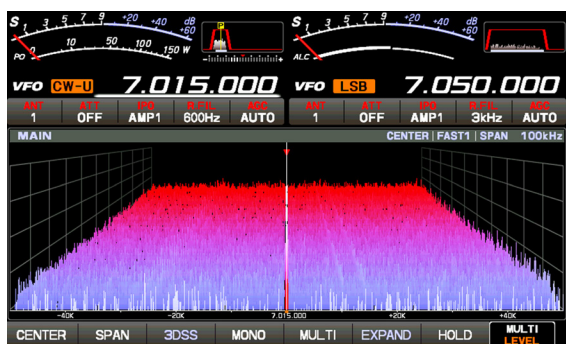 S 1 3 5 7 9 +20 +40 dB +60
PO 0 10 50 100 150 W
P
S 1 3 5 7 9 +20 +40 dB +60
ALC
VFO CW-U 7.015.000
VFO LSB 7.050.000
ANT ATT IPO R.FIL AGC
1 OFF AMP1 600Hz AUTO
ANT ATT IPO R.FIL AGC
1 OFF AMP1 3kHz AUTO
MAIN CENTER | FAST1 | SPAN 100kHz
-40K -20K 7.015.000 +20K +40K
CENTER SPAN 3DSS MONO MULTI EXPAND HOLD MULTI
LEVEL